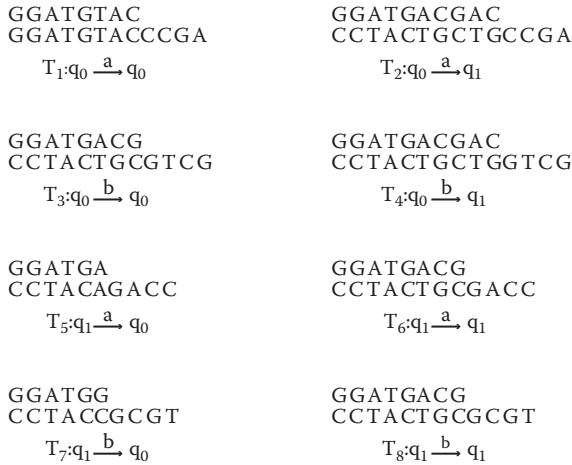 GGATGTAC
GGATGTACCCGA
T₁:q₀ a→ q₀
GGATGACGAC
CCTACTGCTGCCGA
T₂:q₀ a→ q₁
GGATGACG
CCTACTGCGTCG
T₃:q₀ b→ q₀
GGATGACGAC
CCTACTGCTGGTCG
T₄:q₀ b→ q₁
GGATGA
CCTACAGACC
T₅:q₁ a→ q₀
GGATGACG
CCTACTGCGACC
T₆:q₁ a→ q₁
GGATGG
CCTACCGCGT
T₇:q₁ b→ q₀
GGATGACG
CCTACTGCGCGT
T₈:q₁ b→ q₁